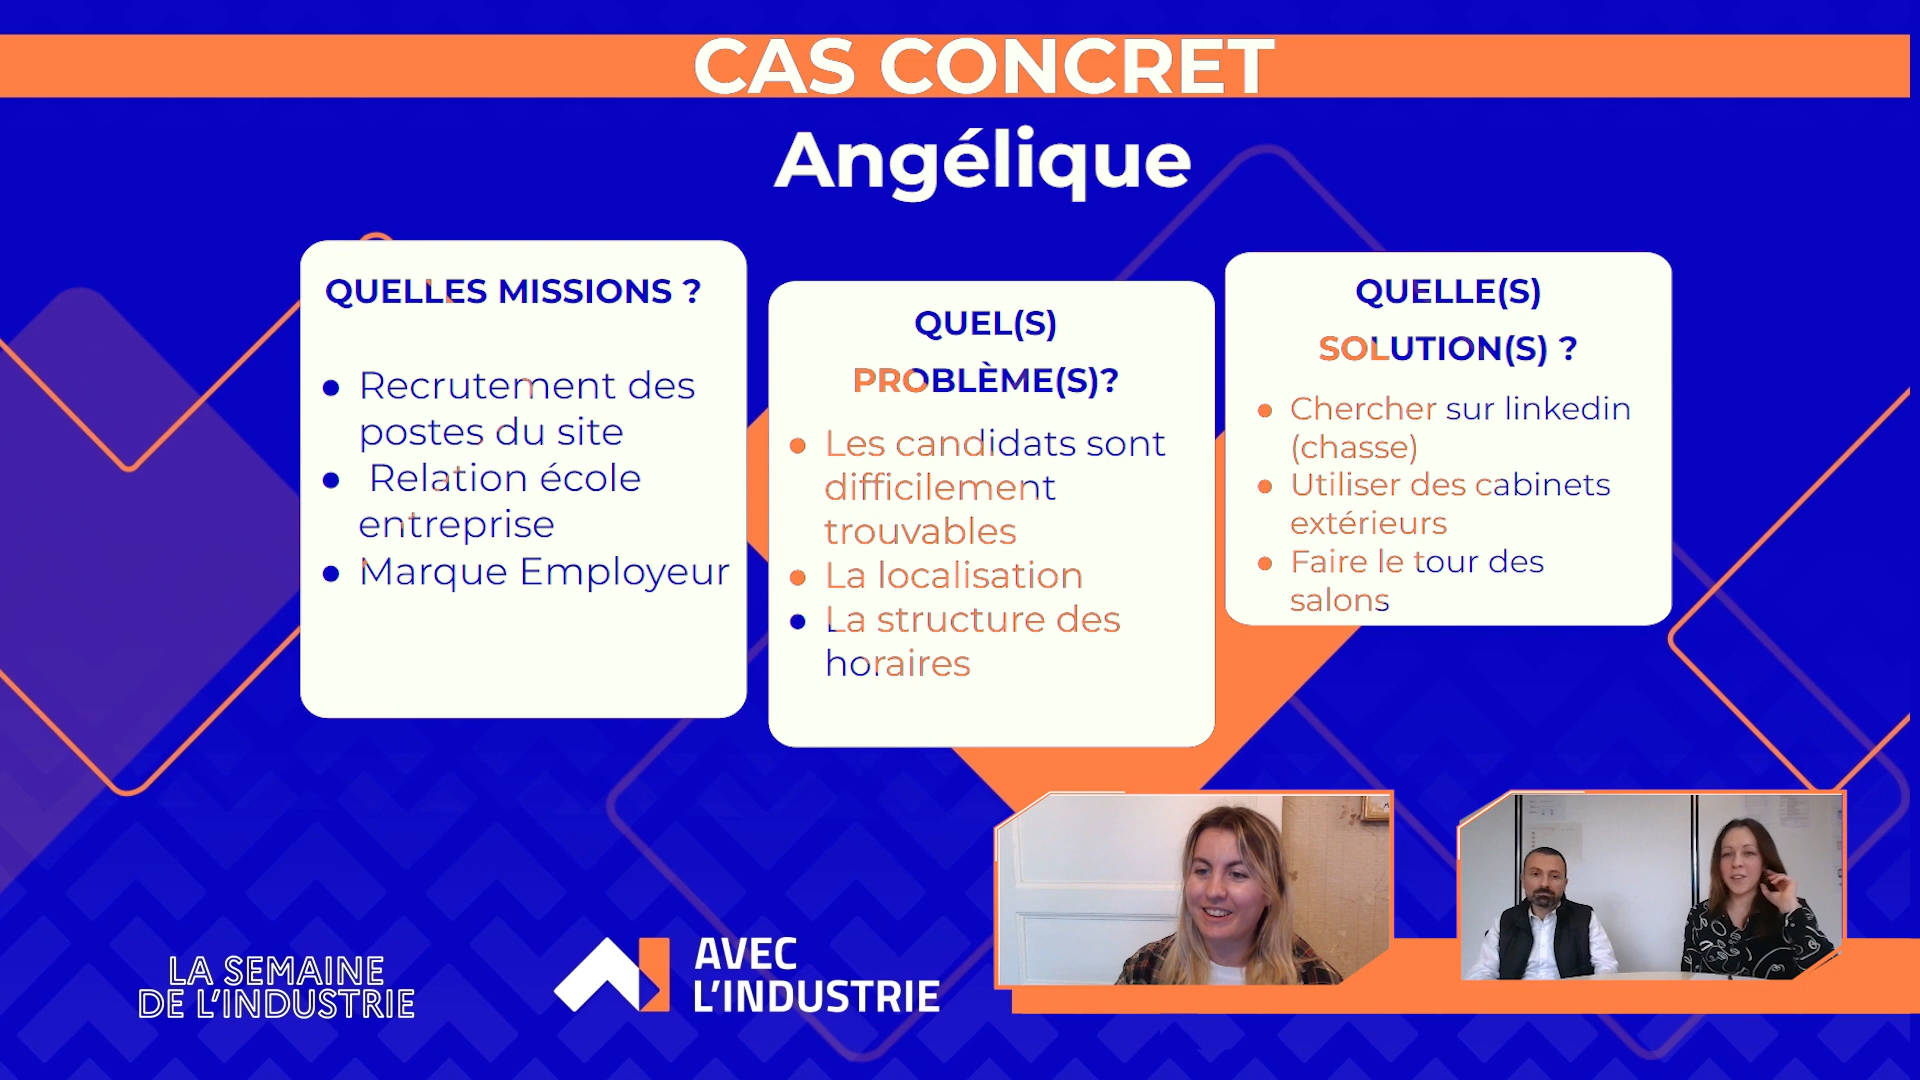 CAS CONCRET
Angélique
QUELLES MISSIONS ?
● Recrutement des
postes du site
● Relation école
entreprise
● Marque Employeur
QUEL(S)
PROBLÈME(S)?
● Les candidats sont
difficilement
trouvables
● La localisation
● La structure des
horaires
QUELLE(S)
SOLUTION(S) ?
● Chercher sur linkedin
(chasse)
● Utiliser des cabinets
extérieurs
● Faire le tour des
salons
LA SEMAINE
DE L'INDUSTRIE
AVEC
L'INDUSTRIE